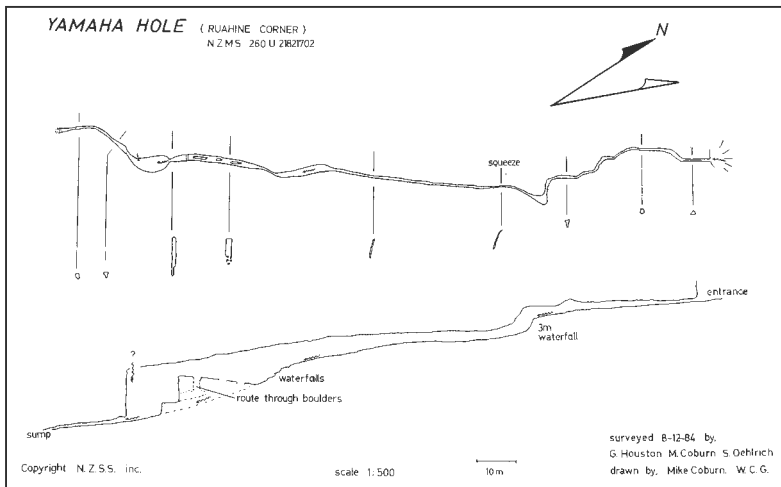 YAMAHA HOLE ( RUAHINE CORNER )
N Z M S 260 U 21821702
N
squeeze
entrance
3m
waterfall
?
waterfalls
route through boulders
sump
surveyed 8-12-84 by.
G. Houston M. Coburn S. Oehlrich
Copyright N.Z.S.S. inc. scale 1:500 10m drawn by, Mike Coburn. W.C.G.